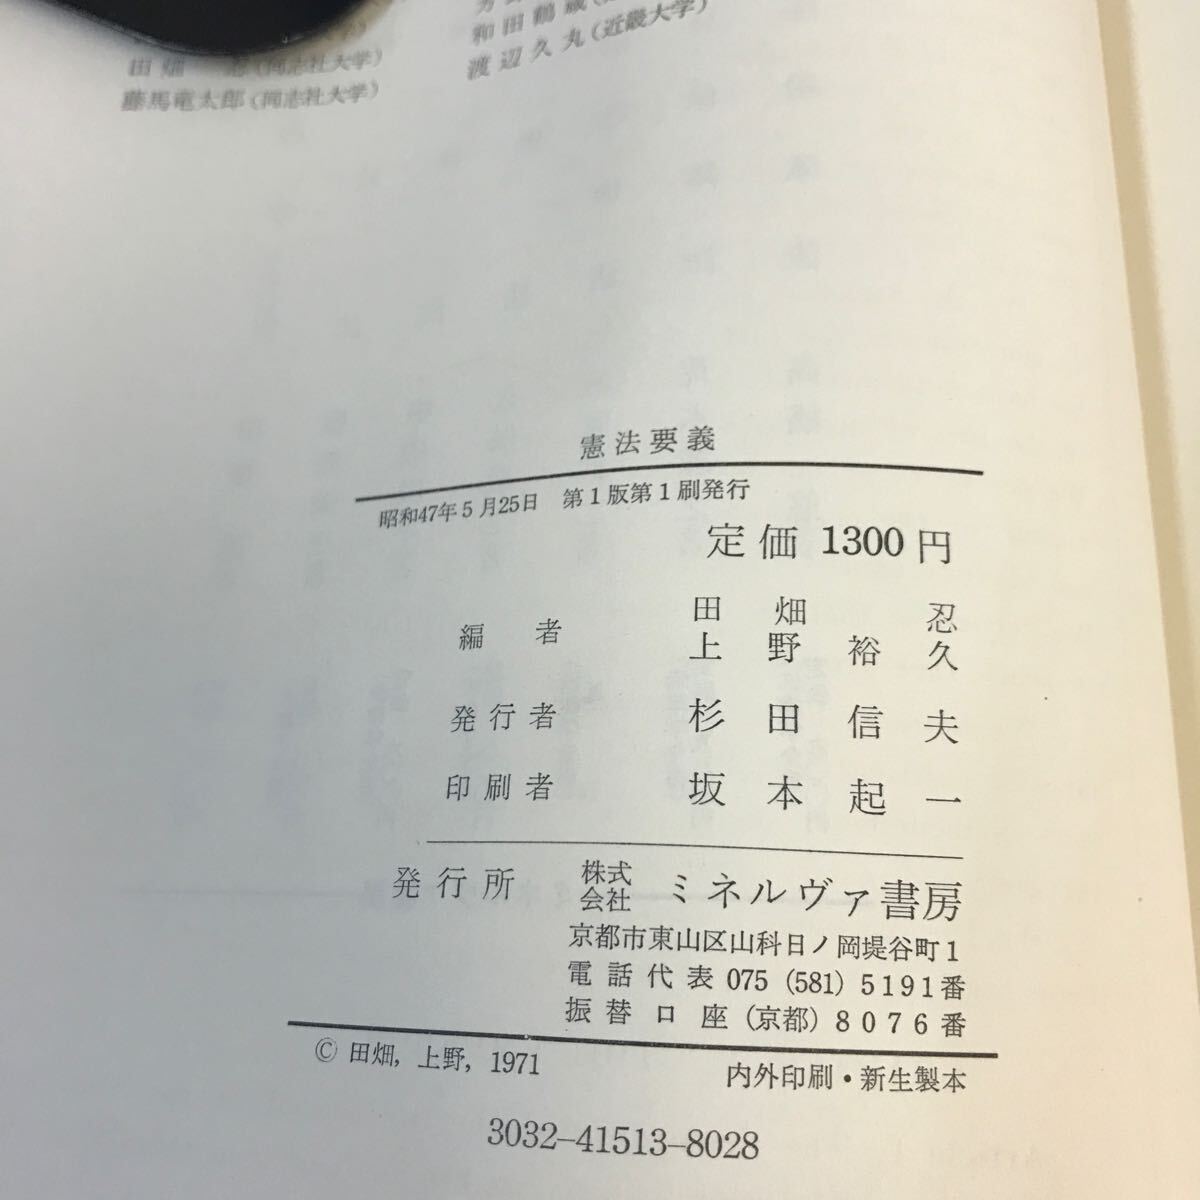 和田鶴蔵
田畑 忍(同志社大学)
渡辺久丸(近畿大学)
藤馬竜太郎(同志社大学)
憲法要義
昭和47年5月25日 第1版第1刷発行
定価 1300円
編者 田畑 忍
上野裕久
発行者 杉田信夫
印刷者 坂本起一
発行所 株式会社 ミネルヴァ書房
京都市東山区山科日ノ岡堤谷町1
電話代表 075 (581) 5191番
振替口座 (京都) 8076番
© 田畑, 上野, 1971
内外印刷・新生製本
3032-41513-8028